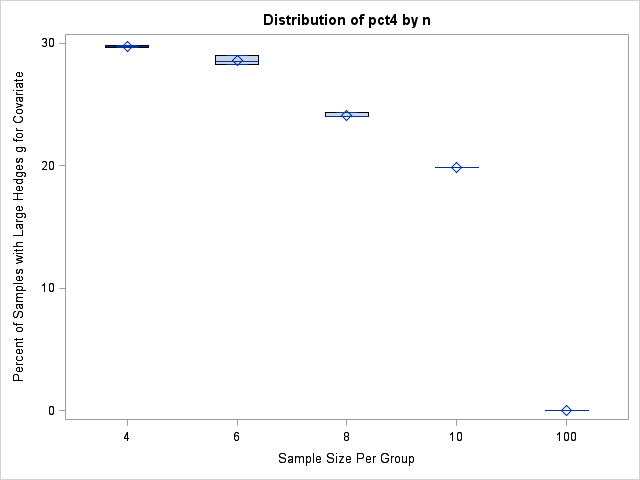 Distribution of pct4 by n
Percent of Samples with Large Hedges g for Covariate
30
20
10
0
4 6 8 10 100
Sample Size Per Group